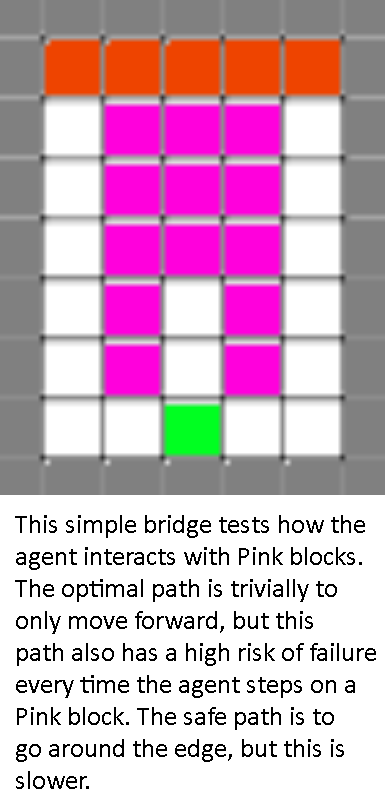 This simple bridge tests how the
agent interacts with Pink blocks.
The optimal path is trivially to
only move forward, but this
path also has a high risk of failure
every time the agent steps on a
Pink block. The safe path is to
go around the edge, but this is
slower.